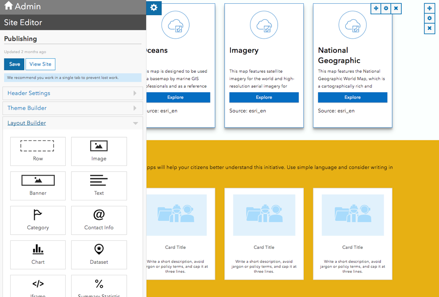 Admin
Site Editor
Publishing
Updated 2 months ago
Save
View Site
We recommend you work in a single tab to prevent lost work.
Header Settings
Theme Builder
Layout Builder
Row
Image
Banner
Text
Category
Contact Info
Chart
Dataset
Iframe
Summary Statistic
ceans
map is designed to be used
a basemap by marine GIS
ofessionals and as a reference
Explore
Source: esri_en
Imagery
This map features satellite
imagery for the world and high-
resolution aerial imagery for
Explore
Source: esri_en
National
Geographic
This map features the National
Geographic World Map, which is
a cartographically rich and
Explore
Source: esri_en
apps will help your citizens better understand this initiative. Use simple language and consider writing in
Card Title
Write a short description, avoid
jargon or policy terms, and cap it at
three lines.
Card Title
Write a short description, avoid
jargon or policy terms, and cap it at
three lines.
Card Title
Write a short description, avoid
jargon or policy terms, and cap it at
three lines.